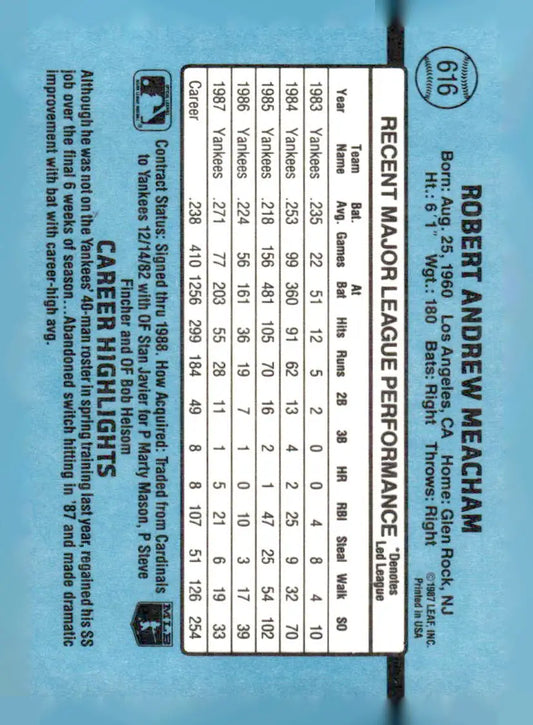 616
ROBERT ANDREW MEACHAM
Born: Aug. 25, 1960 Los Angeles, CA Home: Glen Rock, NJ
Ht.: 6' 1" Wgt.: 180 Bats: Right Throws: Right
©1987 LEAF, INC.
Printed in USA
RECENT MAJOR LEAGUE PERFORMANCE *Denotes Led League
Year Team Name Bat. Avg. Games At Bat Hits Runs 2B 3B HR RBI Steal Walk SO
1983 Yankees .235 22 51 12 5 2 0 0 4 8 4 10
1984 Yankees .253 99 360 91 62 13 4 2 25 9 32 70
1985 Yankees .218 156 481 105 70 16 2 1 47 25 54 102
1986 Yankees .224 56 161 36 19 7 1 0 10 3 17 39
1987 Yankees .271 77 203 55 28 11 1 5 21 6 19 33
Career .238 410 1256 299 184 49 8 8 107 51 126 254
Contract Status: Signed thru 1988. How Acquired: Traded from Cardinals
to Yankees 12/14/82 with OF Stan Javier for P Marty Mason, P Steve
Fincher and OF Bob Helsom
MLB
CAREER HIGHLIGHTS
Although he was not on the Yankees' 40-man roster in spring training last year, regained his SS
job over the final 6 weeks of season...Abandoned switch hitting in '87 and made dramatic
improvement with bat with career-high avg.